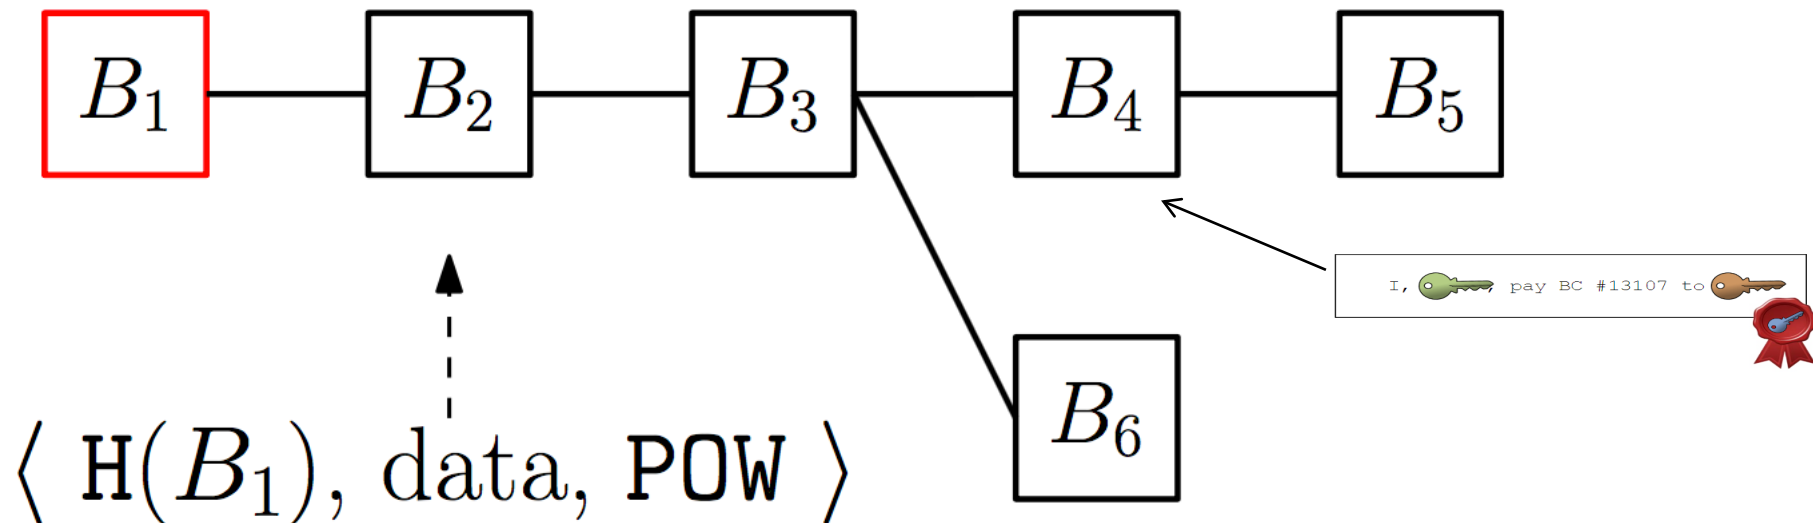 B₁ B₂ B₃ B₄ B₅
I, , pay BC #13107 to
B₆
⟨ H(B₁), data, POW ⟩